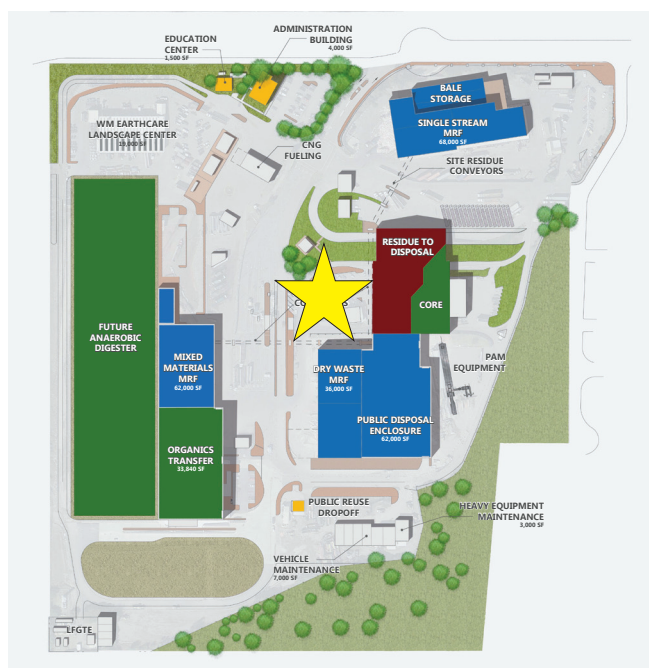 EDUCATION
CENTER
1,500 SF
ADMINISTRATION
BUILDING
4,000 SF
BALE
STORAGE
SINGLE STREAM
MRF
68,000 SF
WM EARTHCARE
LANDSCAPE CENTER
19,000 SF
CNG
FUELING
SITE RESIDUE
CONVEYORS
RESIDUE TO
DISPOSAL
CORE
FUTURE
ANAEROBIC
DIGESTER
MIXED
MATERIALS
MRF
62,000 SF
DRY WASTE
MRF
36,000 SF
PAM
EQUIPMENT
PUBLIC DISPOSAL
ENCLOSURE
62,000 SF
ORGANICS
TRANSFER
33,840 SF
PUBLIC REUSE
DROPOFF
HEAVY EQUIPMENT
MAINTENANCE
3,000 SF
VEHICLE
MAINTENANCE
7,000 SF
LFGTE